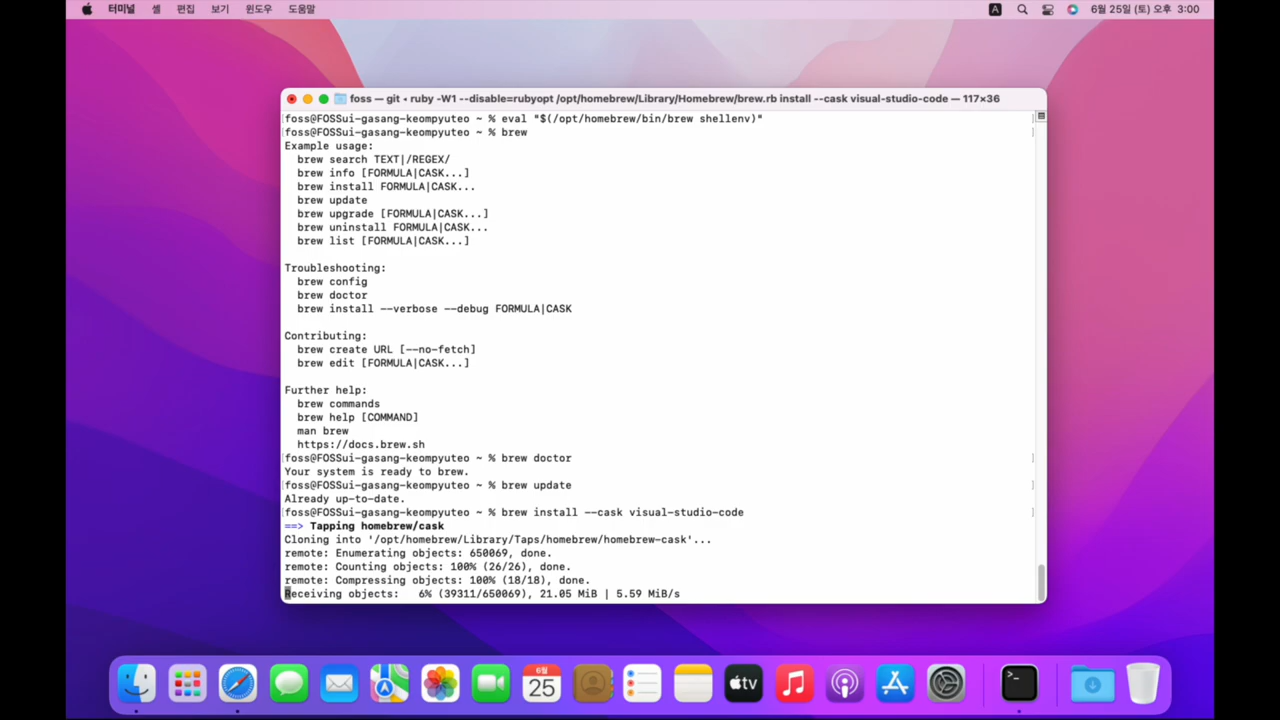 터미널 셸 편집 보기 윈도우 도움말 A 6월 25일 (토) 오후 3:00
foss — git ◂ ruby -W1 --disable=rubyopt /opt/homebrew/Library/Homebrew/brew.rb install --cask visual-studio-code — 117×36
[foss@FOSSui-gasang-keompyuteo ~ % eval "$(/opt/homebrew/bin/brew shellenv)" ]
[foss@FOSSui-gasang-keompyuteo ~ % brew ]
Example usage:
brew search TEXT|/REGEX/
brew info [FORMULA|CASK...]
brew install FORMULA|CASK...
brew update
brew upgrade [FORMULA|CASK...]
brew uninstall FORMULA|CASK...
brew list [FORMULA|CASK...]
Troubleshooting:
brew config
brew doctor
brew install --verbose --debug FORMULA|CASK
Contributing:
brew create URL [--no-fetch]
brew edit [FORMULA|CASK...]
Further help:
brew commands
brew help [COMMAND]
man brew
https://docs.brew.sh
[foss@FOSSui-gasang-keompyuteo ~ % brew doctor ]
Your system is ready to brew.
[foss@FOSSui-gasang-keompyuteo ~ % brew update ]
Already up-to-date.
[foss@FOSSui-gasang-keompyuteo ~ % brew install --cask visual-studio-code ]
==> Tapping homebrew/cask
Cloning into '/opt/homebrew/Library/Taps/homebrew/homebrew-cask'...
remote: Enumerating objects: 650069, done.
remote: Counting objects: 100% (26/26), done.
remote: Compressing objects: 100% (18/18), done.
Receiving objects: 6% (39311/650069), 21.05 MiB | 5.59 MiB/s
6월
25
tv
>_